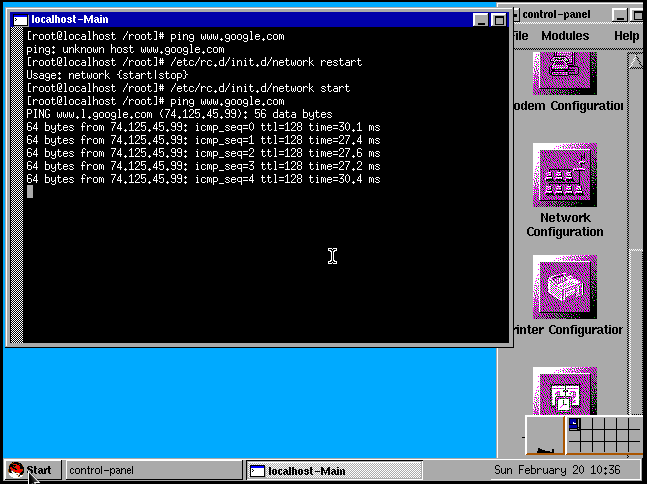 localhost-Main
[root@localhost /root]# ping www.google.com
ping: unknown host www.google.com
[root@localhost /root]# /etc/rc.d/init.d/network restart
Usage: network {start|stop}
[root@localhost /root]# /etc/rc.d/init.d/network start
[root@localhost /root]# ping www.google.com
PING www.l.google.com (74.125.45.99): 56 data bytes
64 bytes from 74.125.45.99: icmp_seq=0 ttl=128 time=30.1 ms
64 bytes from 74.125.45.99: icmp_seq=1 ttl=128 time=27.4 ms
64 bytes from 74.125.45.99: icmp_seq=2 ttl=128 time=27.6 ms
64 bytes from 74.125.45.99: icmp_seq=3 ttl=128 time=27.2 ms
64 bytes from 74.125.45.99: icmp_seq=4 ttl=128 time=30.4 ms
control-panel
ile Modules Help
odem Configuration
Network
Configuration
rinter Configuration
Start control-panel localhost-Main Sun February 20 10:36